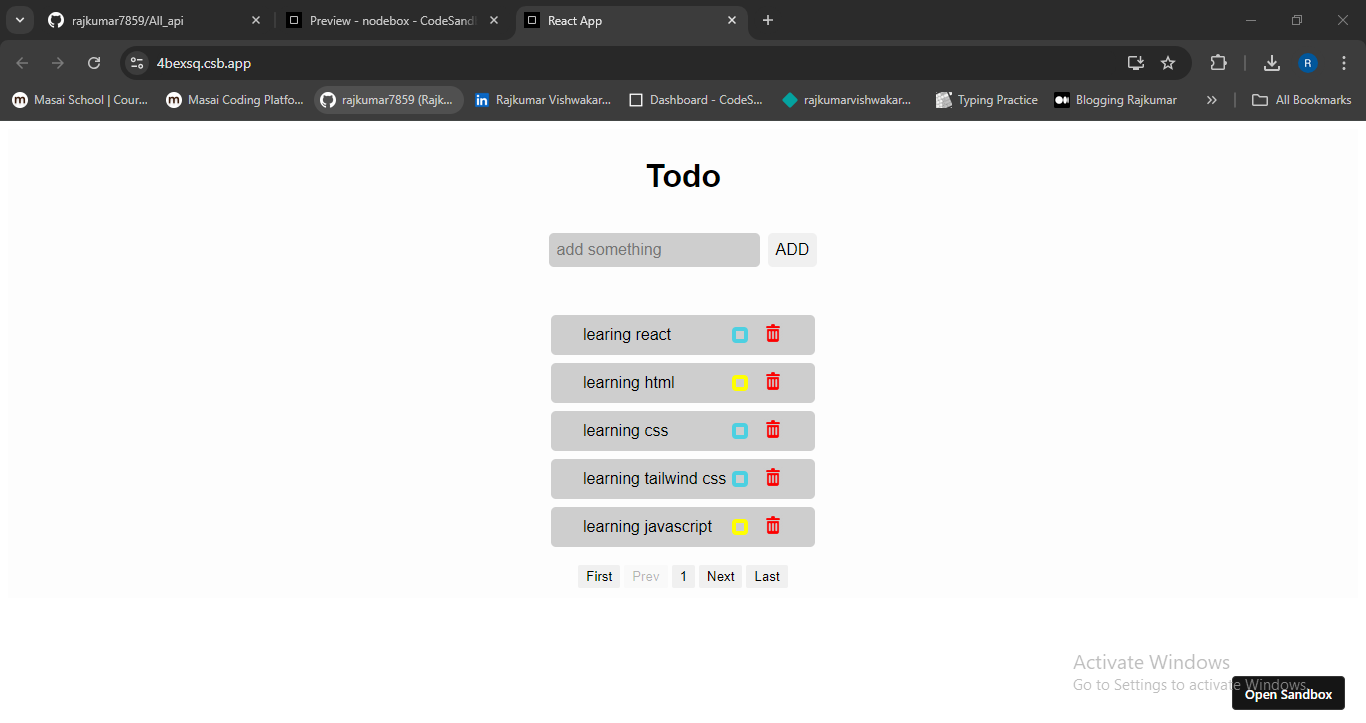 rajkumar7859/All_api
Preview - nodebox - CodeSandl
React App
4bexsq.csb.app
R
m Masai School | Cour...
m Masai Coding Platfo...
rajkumar7859 (Rajk...
in Rajkumar Vishwakar...
Dashboard - CodeS...
rajkumarvishwakar...
Typing Practice
Blogging Rajkumar
All Bookmarks
Todo
add something
ADD
learing react
learning html
learning css
learning tailwind css
learning javascript
First Prev 1 Next Last
Activate Windows
Go to Settings to activate Windows.
Open Sandbox